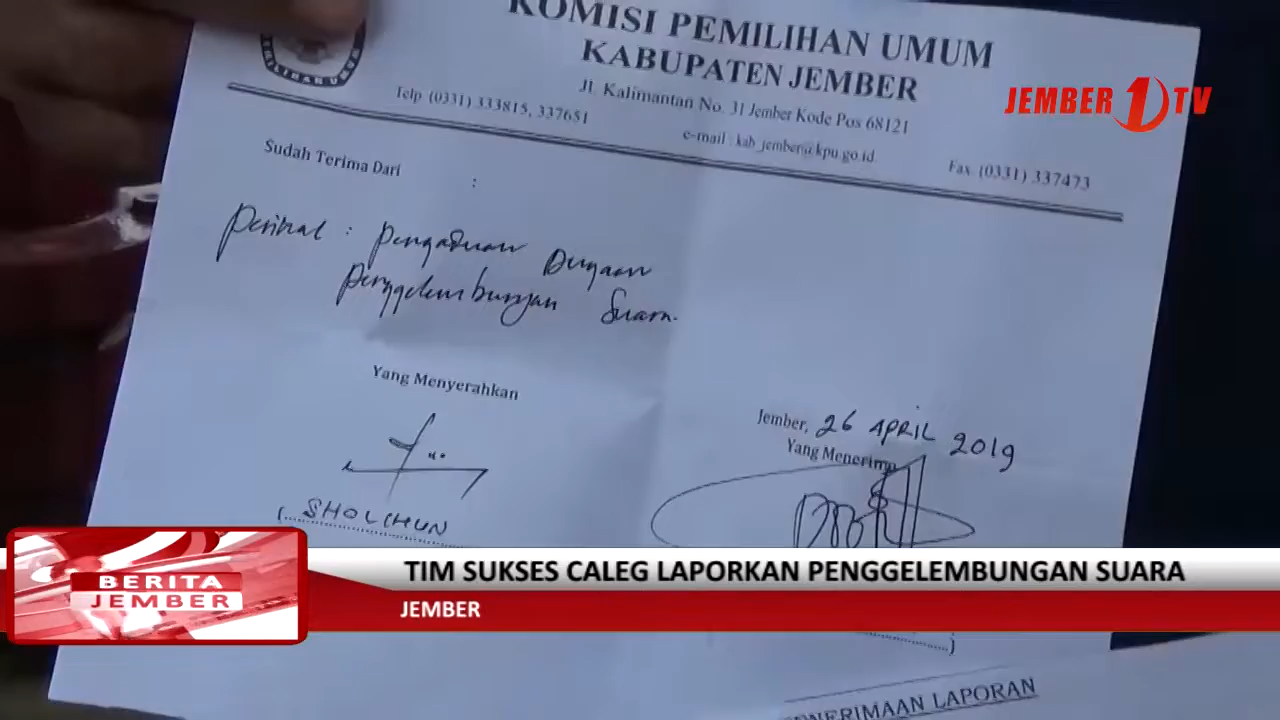 KOMISI PEMILIHAN UMUM
KABUPATEN JEMBER
Jl. Kalimantan No. 31 Jember Kode Pos 68121
Telp (0331) 333815, 337651
e-mail : kab_jember@kpu.go.id
Fax (0331) 337473
PEMILIHAN UMUM
JEMBER 1 TV
Sudah Terima Dari :
Perihal : Pengaduan Dugaan
Penggelembungan Suara.
Yang Menyerahkan
Jember, 26 APRIL 2019
Yang Menerima
(SHOLCHUN
TIM SUKSES CALEG LAPORKAN PENGGELEMBUNGAN SUARA
BERITA
JEMBER
JEMBER
PENERIMAAN LAPORAN